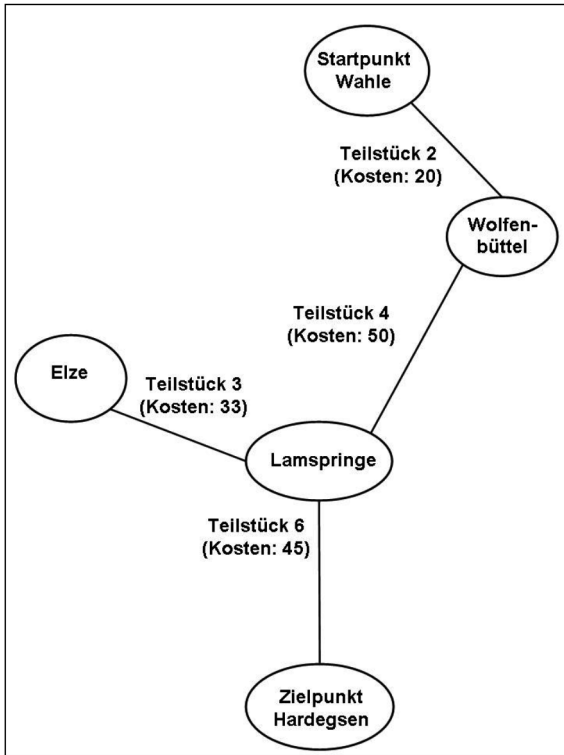 Startpunkt
Wahle
Teilstück 2
(Kosten: 20)
Wolfen-
büttel
Teilstück 4
(Kosten: 50)
Elze
Teilstück 3
(Kosten: 33)
Lamspringe
Teilstück 6
(Kosten: 45)
Zielpunkt
Hardegsen